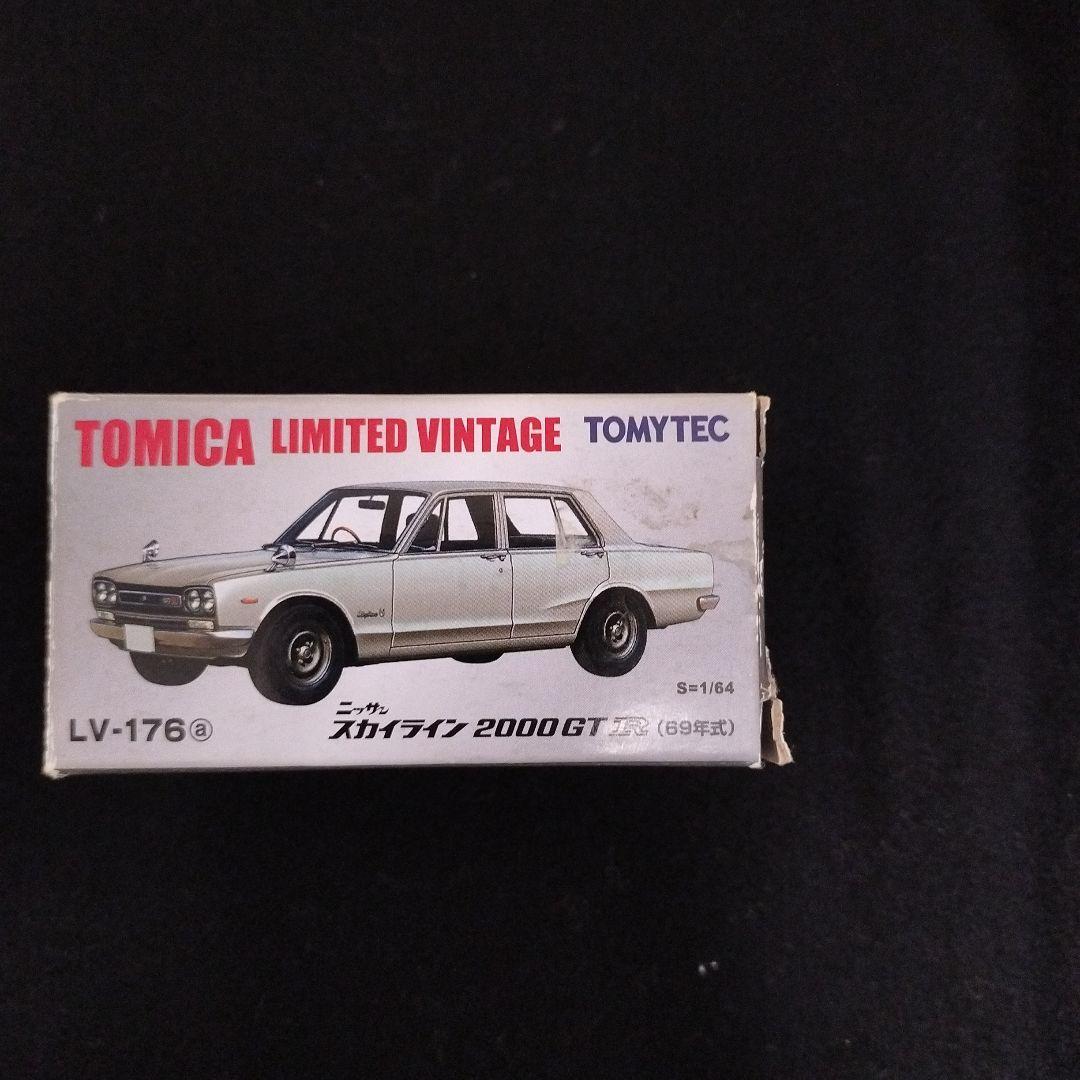 TOMICA LIMITED VINTAGE TOMYTEC
S=1/64
ニッサン
LV-176ⓐ スカイライン 2000GT R (69年式)